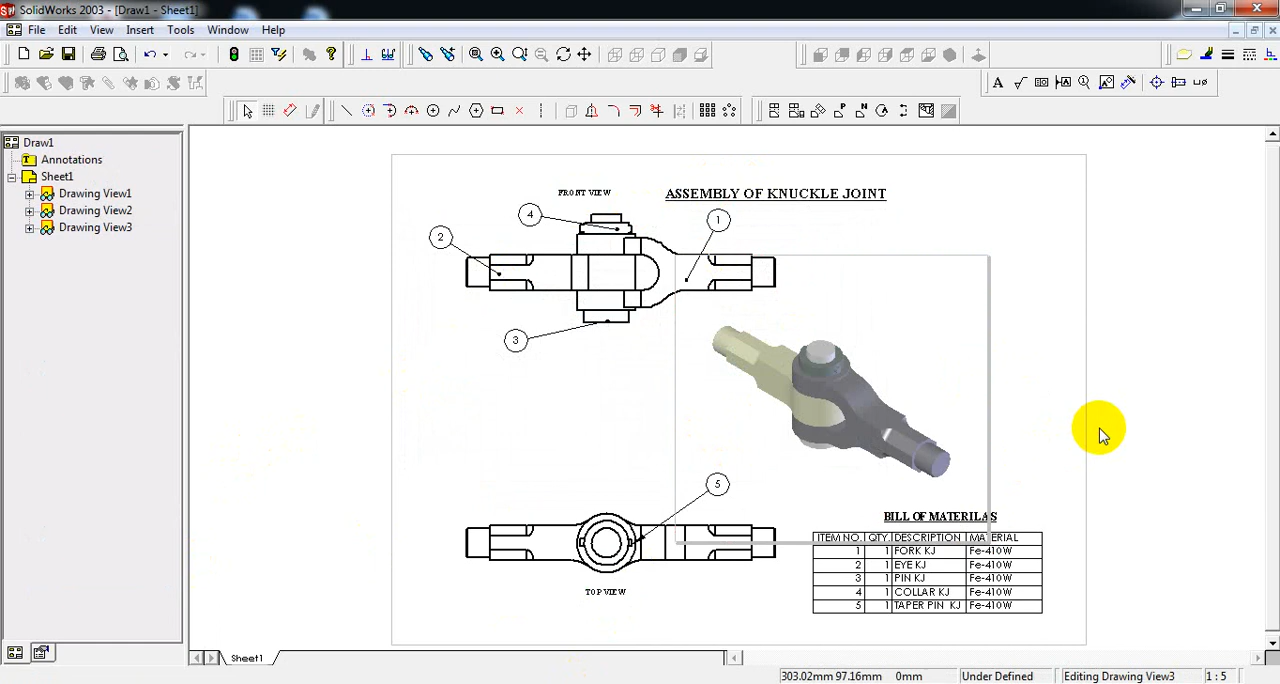 SolidWorks 2003 - [Draw1 - Sheet1]
File Edit View Insert Tools Window Help
Draw1
Annotations
Sheet1
Drawing View1
Drawing View2
Drawing View3
FRONT VIEW
ASSEMBLY OF KNUCKLE JOINT
4
1
2
3
5
TOP VIEW
BILL OF MATERILAS
ITEM NO. QTY. DESCRIPTION MATERIAL
1 1 FORK KJ Fe-410W
2 1 EYE KJ Fe-410W
3 1 PIN KJ Fe-410W
4 1 COLLAR KJ Fe-410W
5 1 TAPER PIN KJ Fe-410W
Sheet1
303.02mm 97.16mm 0mm Under Defined Editing Drawing View3 1 : 5